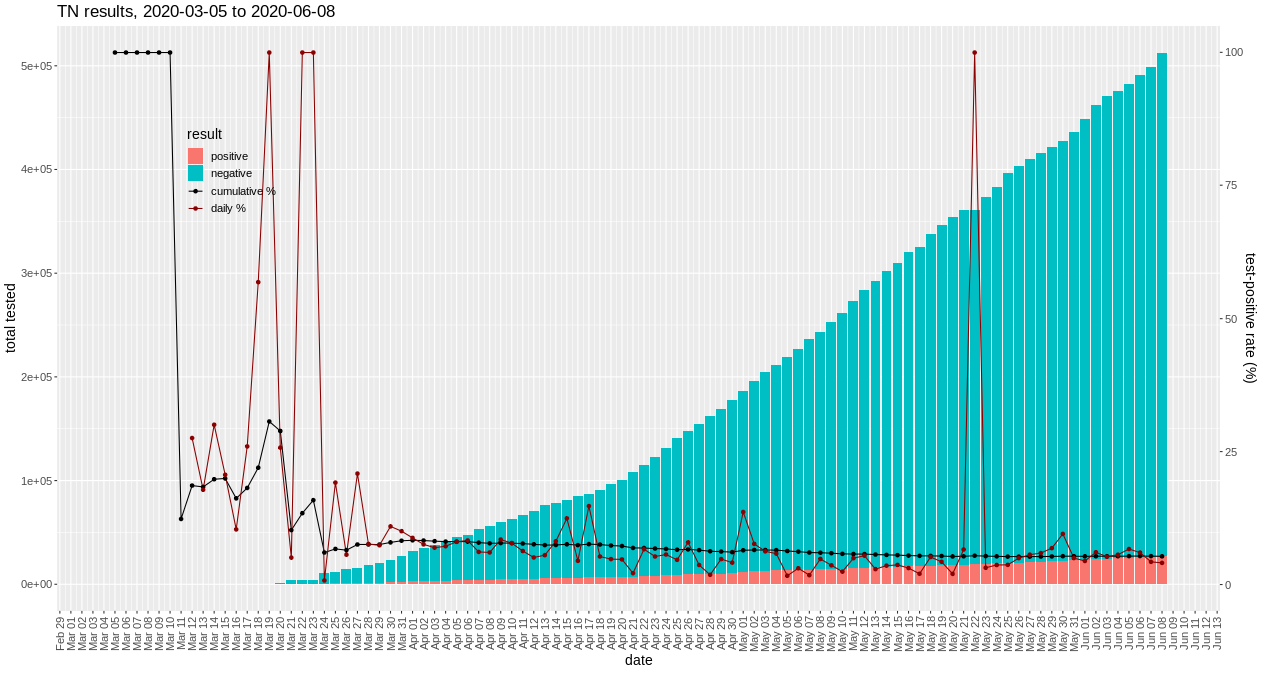 TN results, 2020-03-05 to 2020-06-08
total tested
5e+05
4e+05
3e+05
2e+05
1e+05
0e+00
result
positive
negative
cumulative %
daily %
100
75
50
25
0
test-positive rate (%)
Feb 29
Mar 01
Mar 02
Mar 03
Mar 04
Mar 05
Mar 06
Mar 07
Mar 08
Mar 09
Mar 10
Mar 11
Mar 12
Mar 13
Mar 14
Mar 15
Mar 16
Mar 17
Mar 18
Mar 19
Mar 20
Mar 21
Mar 22
Mar 23
Mar 24
Mar 25
Mar 26
Mar 27
Mar 28
Mar 29
Mar 30
Mar 31
Apr 01
Apr 02
Apr 03
Apr 04
Apr 05
Apr 06
Apr 07
Apr 08
Apr 09
Apr 10
Apr 11
Apr 12
Apr 13
Apr 14
Apr 15
Apr 16
Apr 17
Apr 18
Apr 19
Apr 20
Apr 21
Apr 22
Apr 23
Apr 24
Apr 25
Apr 26
Apr 27
Apr 28
Apr 29
Apr 30
May 01
May 02
May 03
May 04
May 05
May 06
May 07
May 08
May 09
May 10
May 11
May 12
May 13
May 14
May 15
May 16
May 17
May 18
May 19
May 20
May 21
May 22
May 23
May 24
May 25
May 26
May 27
May 28
May 29
May 30
May 31
Jun 01
Jun 02
Jun 03
Jun 04
Jun 05
Jun 06
Jun 07
Jun 08
Jun 09
Jun 10
Jun 11
Jun 12
Jun 13
date